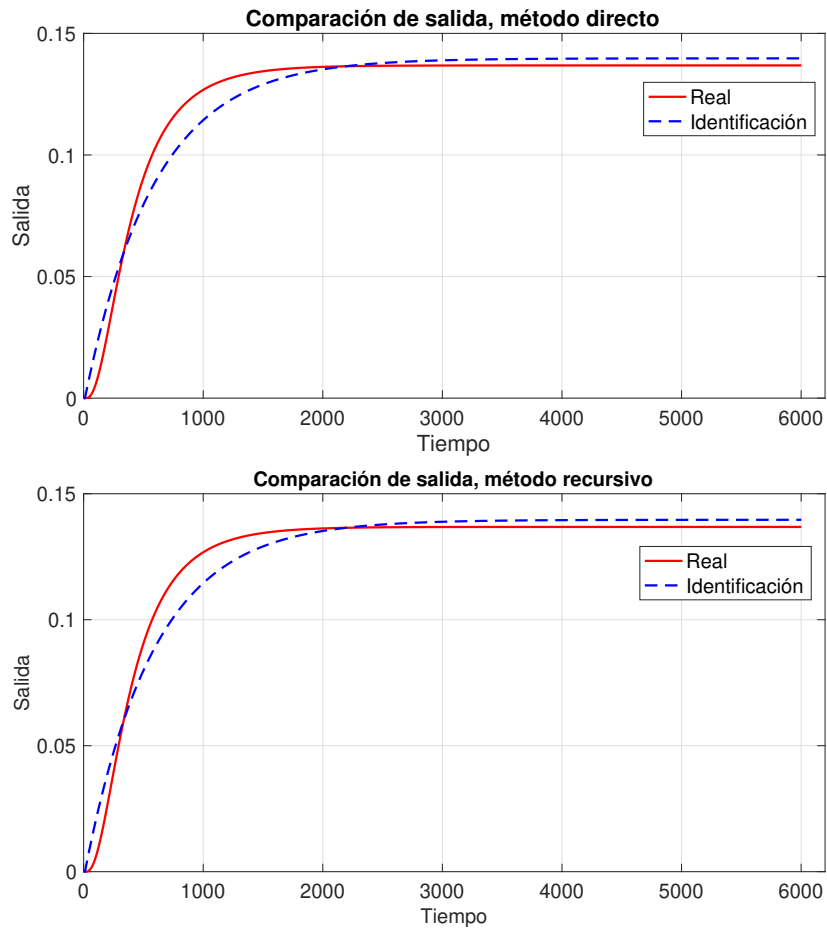 Comparación de salida, método directo
0.15
0.1
0.05
0
Salida
Real
Identificación
0 1000 2000 3000 4000 5000 6000
Tiempo
Comparación de salida, método recursivo
0.15
0.1
0.05
0
Salida
Real
Identificación
0 1000 2000 3000 4000 5000 6000
Tiempo